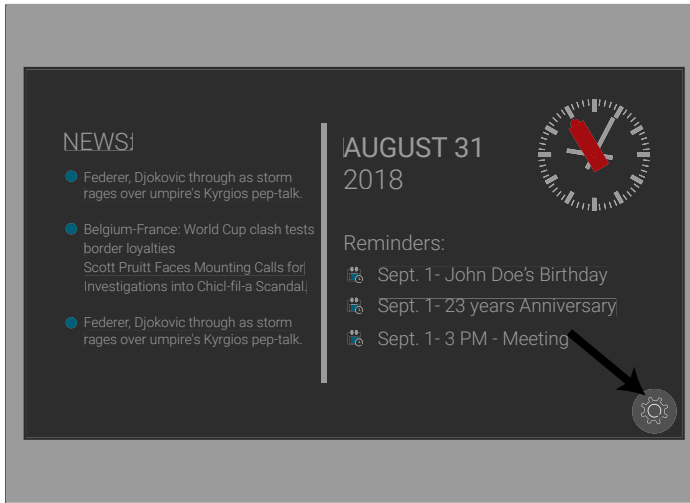 NEWS:
Federer, Djokovic through as storm
rages over umpire's Kyrgios pep-talk.
Belgium-France: World Cup clash tests
border loyalties
Scott Pruitt Faces Mounting Calls for
Investigations into Chicl-fil-a Scandal.
Federer, Djokovic through as storm
rages over umpire's Kyrgios pep-talk.
AUGUST 31
2018
Reminders:
Sept. 1- John Doe's Birthday
Sept. 1- 23 years Anniversary
Sept. 1- 3 PM - Meeting